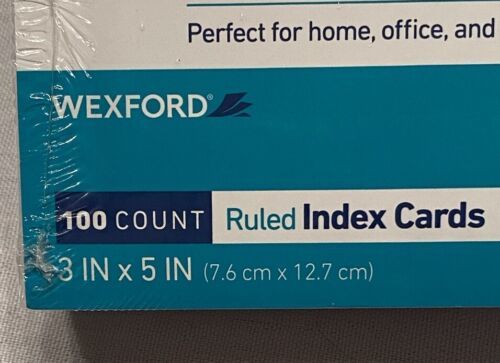 Perfect for home, office, and
WEXFORD®
100 COUNT Ruled Index Cards
3 IN x 5 IN (7.6 cm x 12.7 cm)